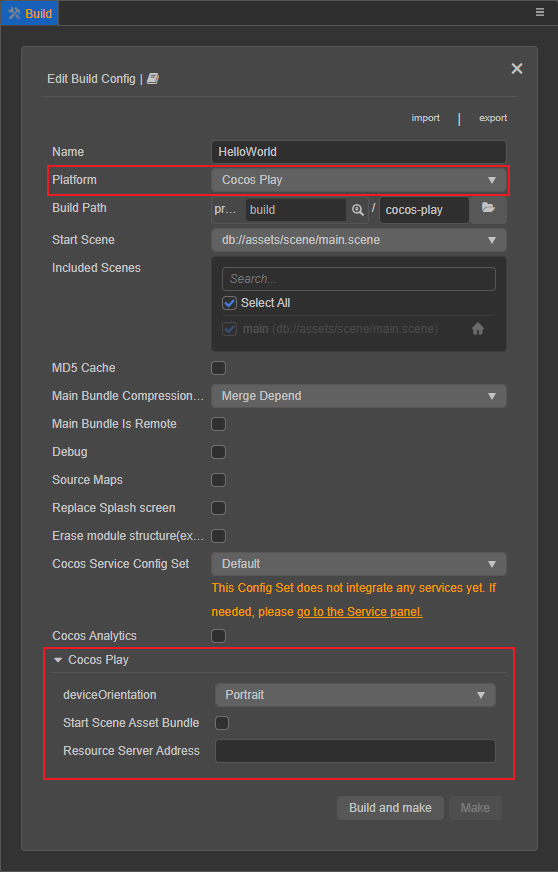 Build
Edit Build Config |
import | export
Name HelloWorld
Platform Cocos Play
Build Path pr... build / cocos-play
Start Scene db://assets/scene/main.scene
Included Scenes
Search...
Select All
main (db://assets/scene/main.scene)
MD5 Cache
Main Bundle Compression... Merge Depend
Main Bundle Is Remote
Debug
Source Maps
Replace Splash screen
Erase module structure(ex...
Cocos Service Config Set Default
This Config Set does not integrate any services yet. If
needed, please go to the Service panel.
Cocos Analytics
Cocos Play
deviceOrientation Portrait
Start Scene Asset Bundle
Resource Server Address
Build and make Make